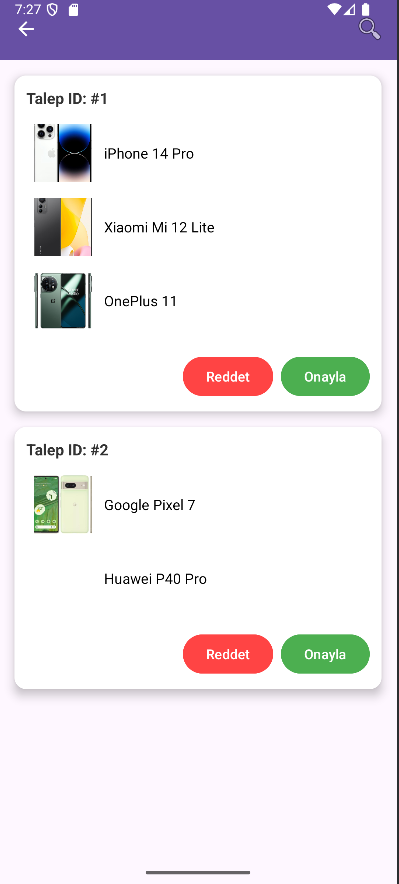 7:27
Talep ID: #1
iPhone 14 Pro
Xiaomi Mi 12 Lite
OnePlus 11
Reddet
Onayla
Talep ID: #2
Google Pixel 7
Huawei P40 Pro
Reddet
Onayla